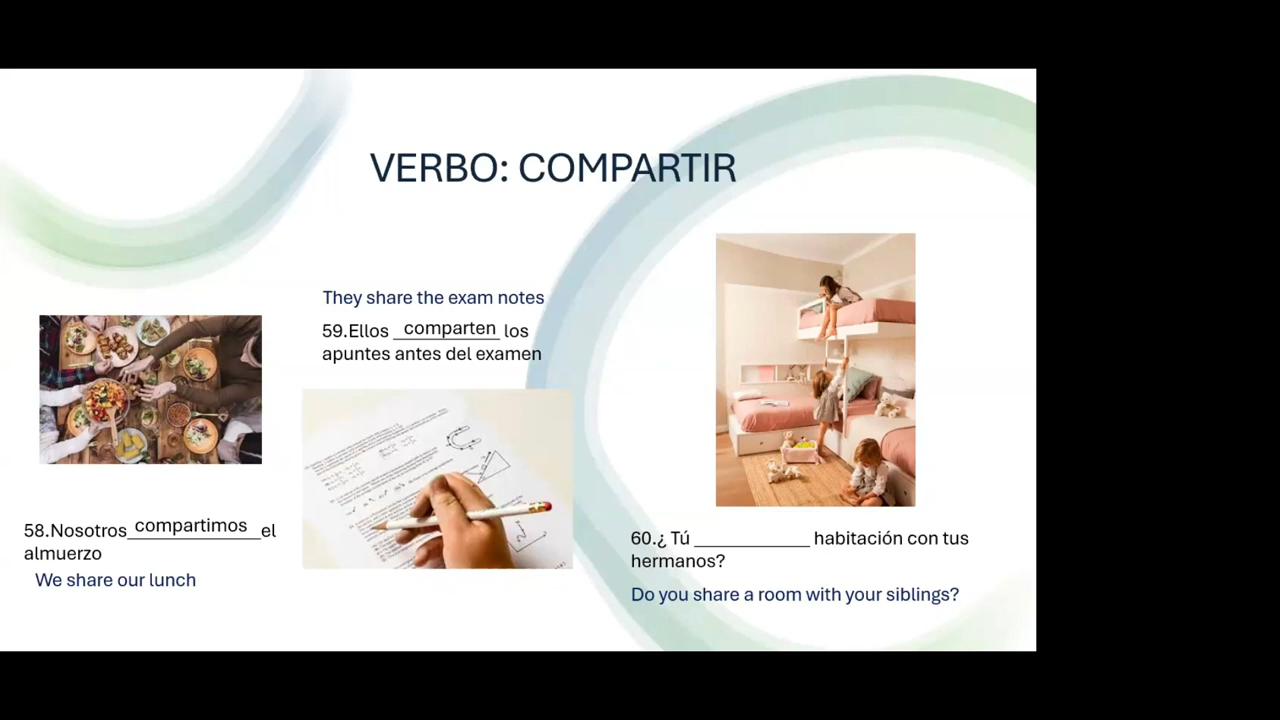 VERBO: COMPARTIR
They share the exam notes
59.Ellos comparten los
apuntes antes del examen
58.Nosotros compartimos el
almuerzo
We share our lunch
60.¿ Tú ____________ habitación con tus
hermanos?
Do you share a room with your siblings?